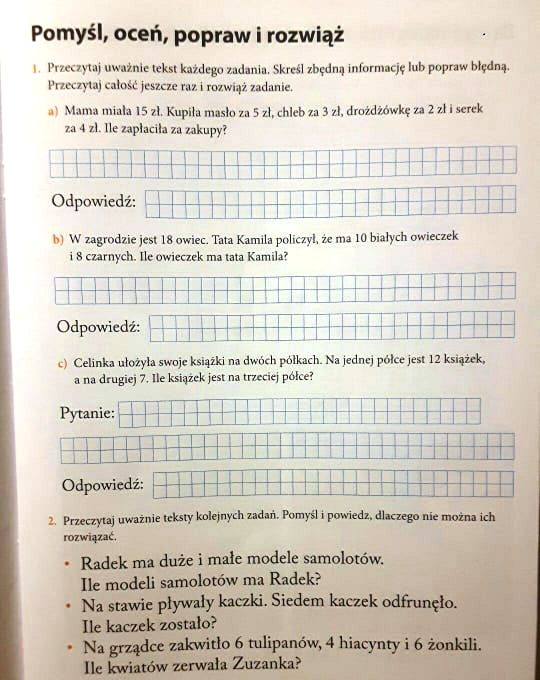 Pomyśl, oceń, popraw i rozwiąż
1. Przeczytaj uważnie tekst każdego zadania. Skreśl zbędną informację lub popraw błędną.
Przeczytaj całość jeszcze raz i rozwiąż zadanie.
a) Mama miała 15 zł. Kupiła masło za 5 zł, chleb za 3 zł, drożdżówkę za 2 zł i serek
za 4 zł. Ile zapłaciła za zakupy?
Odpowiedź:
b) W zagrodzie jest 18 owiec. Tata Kamila policzył, że ma 10 białych owieczek
i 8 czarnych. Ile owieczek ma tata Kamila?
Odpowiedź:
c) Celinka ułożyła swoje książki na dwóch półkach. Na jednej półce jest 12 książek,
a na drugiej 7. Ile książek jest na trzeciej półce?
Pytanie:
Odpowiedź:
2. Przeczytaj uważnie teksty kolejnych zadań. Pomyśl i powiedz, dlaczego nie można ich
rozwiązać.
• Radek ma duże i małe modele samolotów.
Ile modeli samolotów ma Radek?
• Na stawie pływały kaczki. Siedem kaczek odfrunęło.
Ile kaczek zostało?
• Na grządce zakwitło 6 tulipanów, 4 hiacynty i 6 żonkili.
Ile kwiatów zerwała Zuzanka?